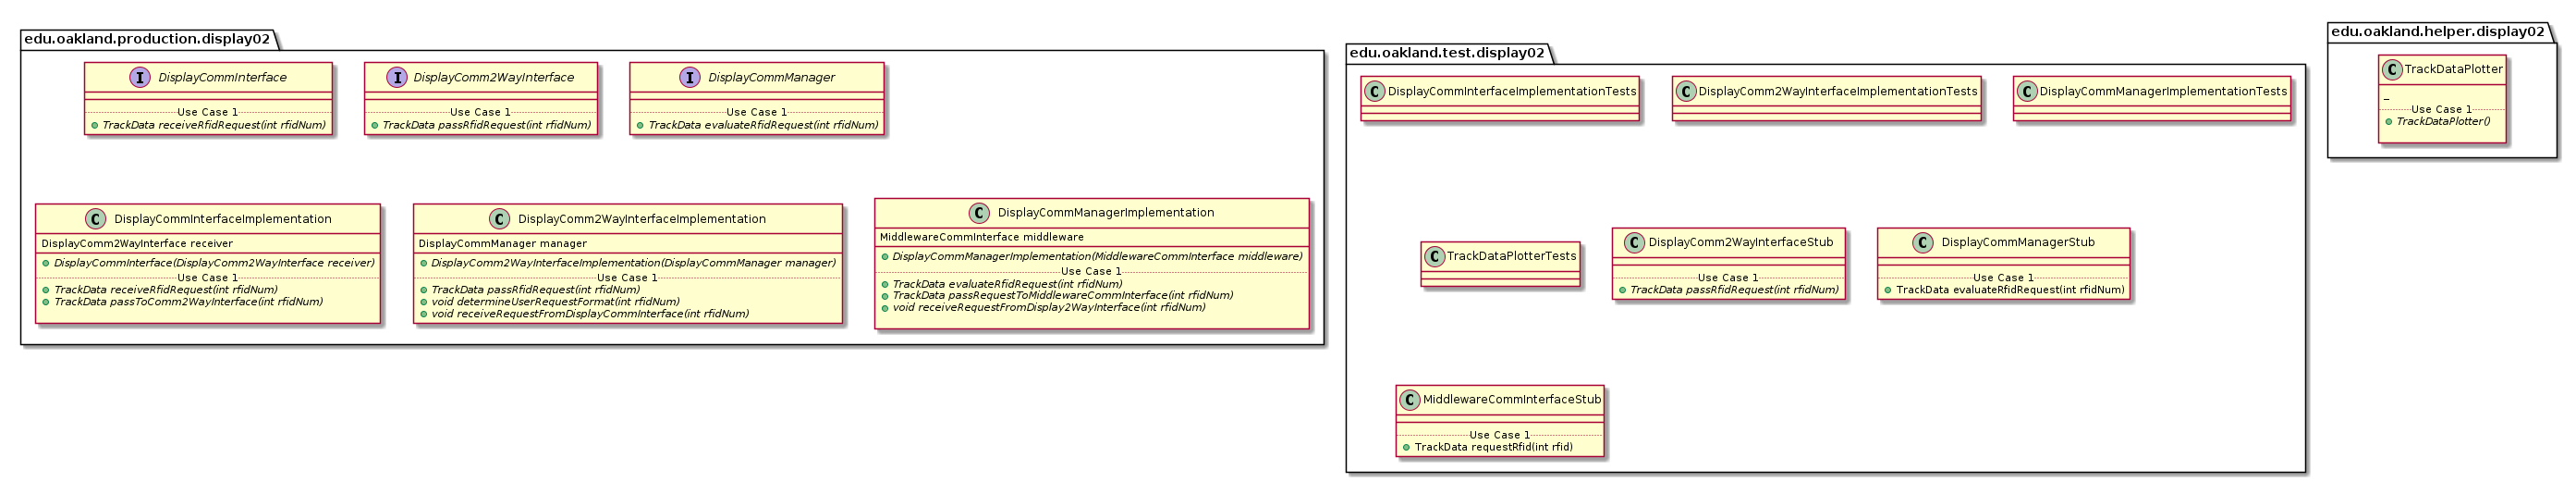 edu.oakland.production.display02
I DisplayCommInterface
Use Case 1
TrackData receiveRfidRequest(int rfidNum)
I DisplayComm2WayInterface
Use Case 1
TrackData passRfidRequest(int rfidNum)
I DisplayCommManager
Use Case 1
TrackData evaluateRfidRequest(int rfidNum)
C DisplayCommInterfaceImplementation
DisplayComm2WayInterface receiver
DisplayCommInterface(DisplayComm2WayInterface receiver)
Use Case 1
TrackData receiveRfidRequest(int rfidNum)
TrackData passToComm2WayInterface(int rfidNum)
C DisplayComm2WayInterfaceImplementation
DisplayCommManager manager
DisplayComm2WayInterfaceImplementation(DisplayCommManager manager)
Use Case 1
TrackData passRfidRequest(int rfidNum)
void determineUserRequestFormat(int rfidNum)
void receiveRequestFromDisplayCommInterface(int rfidNum)
C DisplayCommManagerImplementation
MiddlewareCommInterface middleware
DisplayCommManagerImplementation(MiddlewareCommInterface middleware)
Use Case 1
TrackData evaluateRfidRequest(int rfidNum)
TrackData passRequestToMiddlewareCommInterface(int rfidNum)
void receiveRequestFromDisplay2WayInterface(int rfidNum)
edu.oakland.test.display02
C DisplayCommInterfaceImplementationTests
C DisplayComm2WayInterfaceImplementationTests
C DisplayCommManagerImplementationTests
C TrackDataPlotterTests
C DisplayComm2WayInterfaceStub
Use Case 1
TrackData passRfidRequest(int rfidNum)
C DisplayCommManagerStub
Use Case 1
TrackData evaluateRfidRequest(int rfidNum)
C MiddlewareCommInterfaceStub
Use Case 1
TrackData requestRfid(int rfid)
edu.oakland.helper.display02
C TrackDataPlotter
-
Use Case 1
TrackDataPlotter()